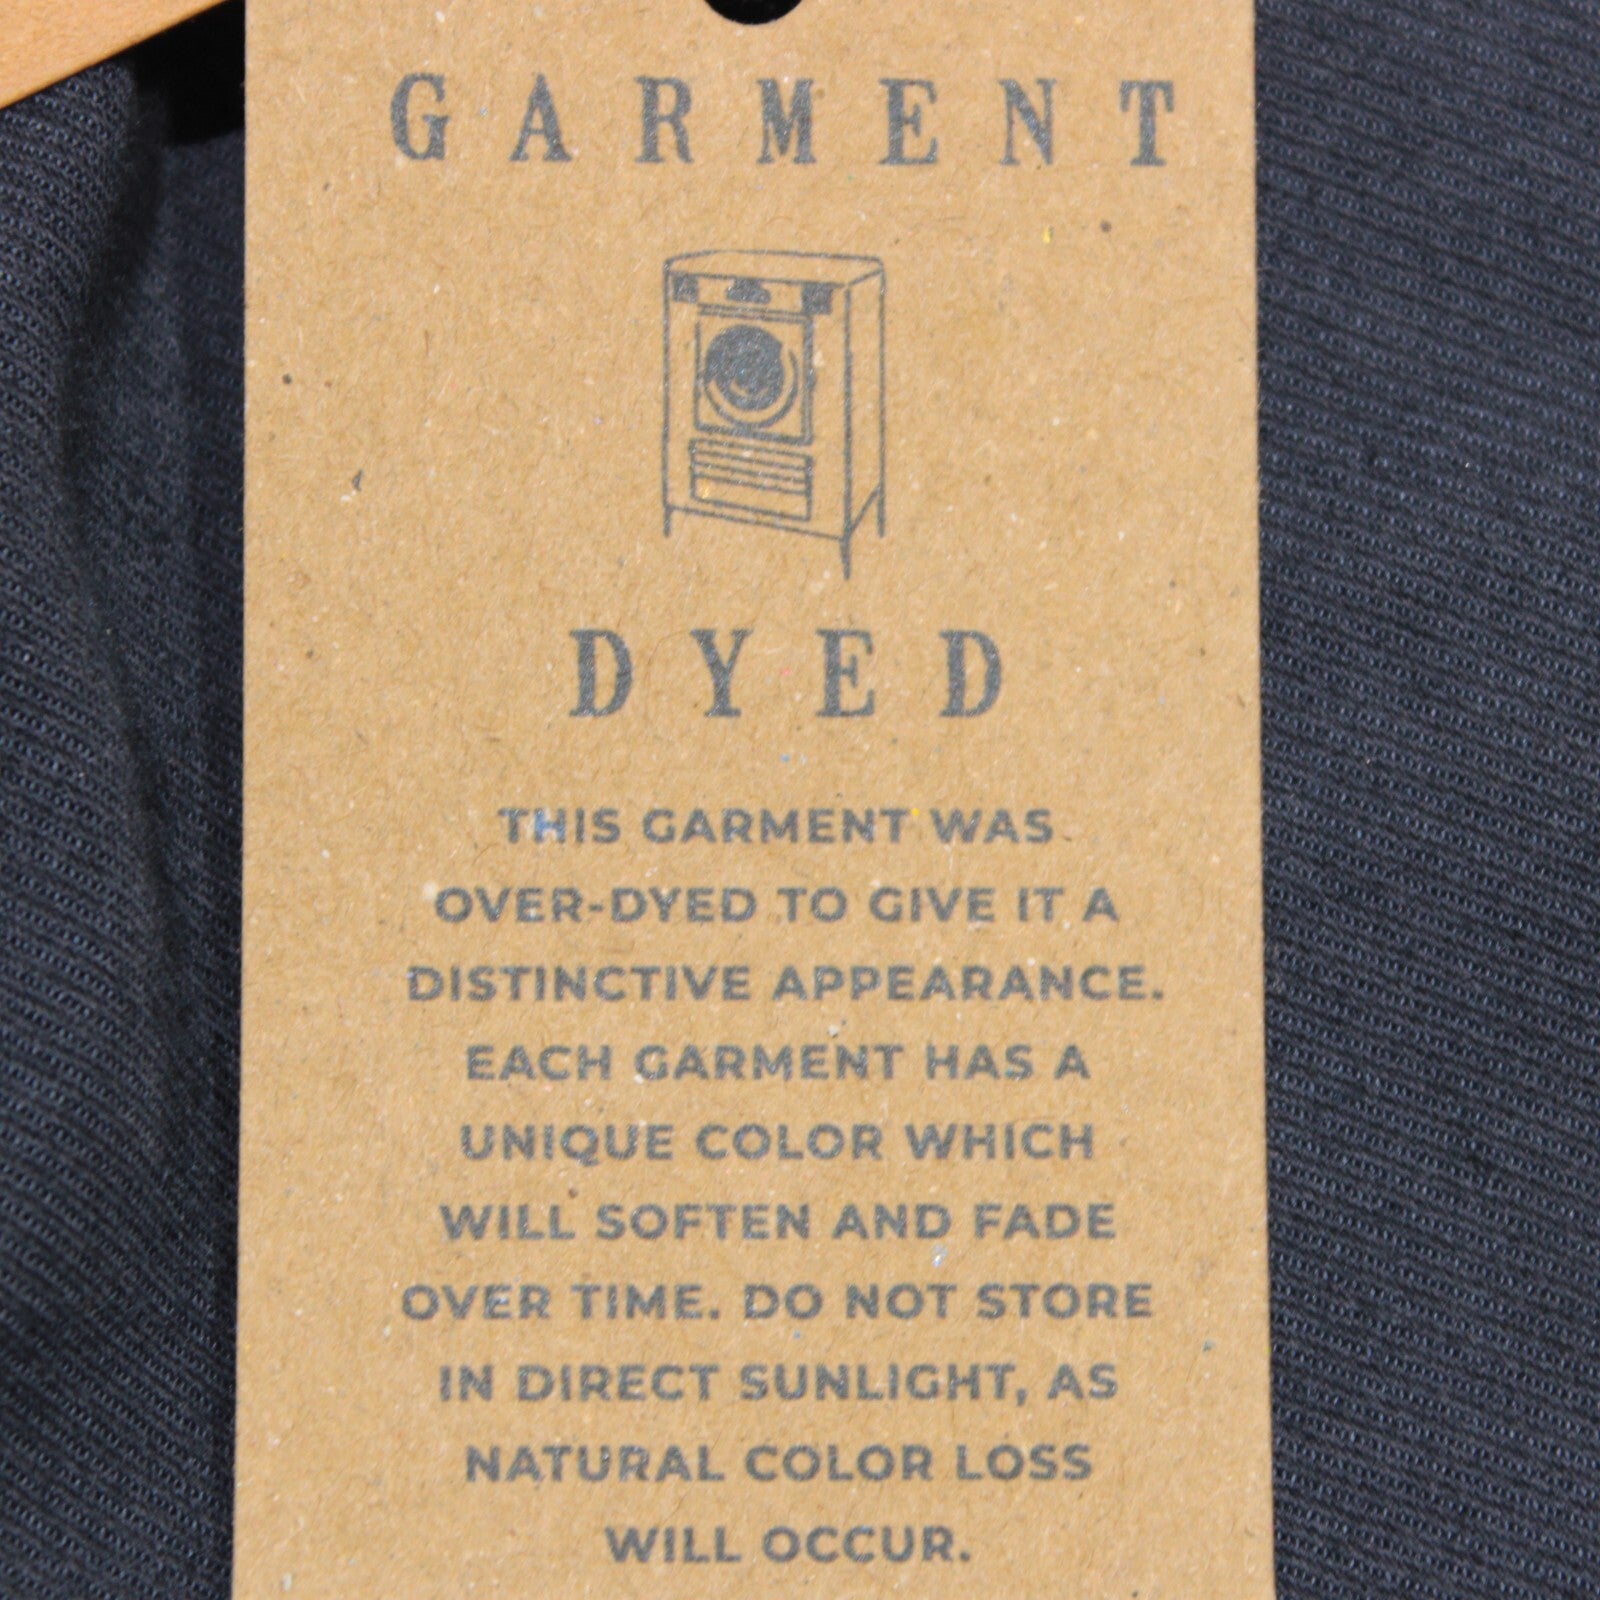 GARMENT
DYED
THIS GARMENT WAS
OVER-DYED TO GIVE IT A
DISTINCTIVE APPEARANCE.
EACH GARMENT HAS A
UNIQUE COLOR WHICH
WILL SOFTEN AND FADE
OVER TIME. DO NOT STORE
IN DIRECT SUNLIGHT, AS
NATURAL COLOR LOSS
WILL OCCUR.